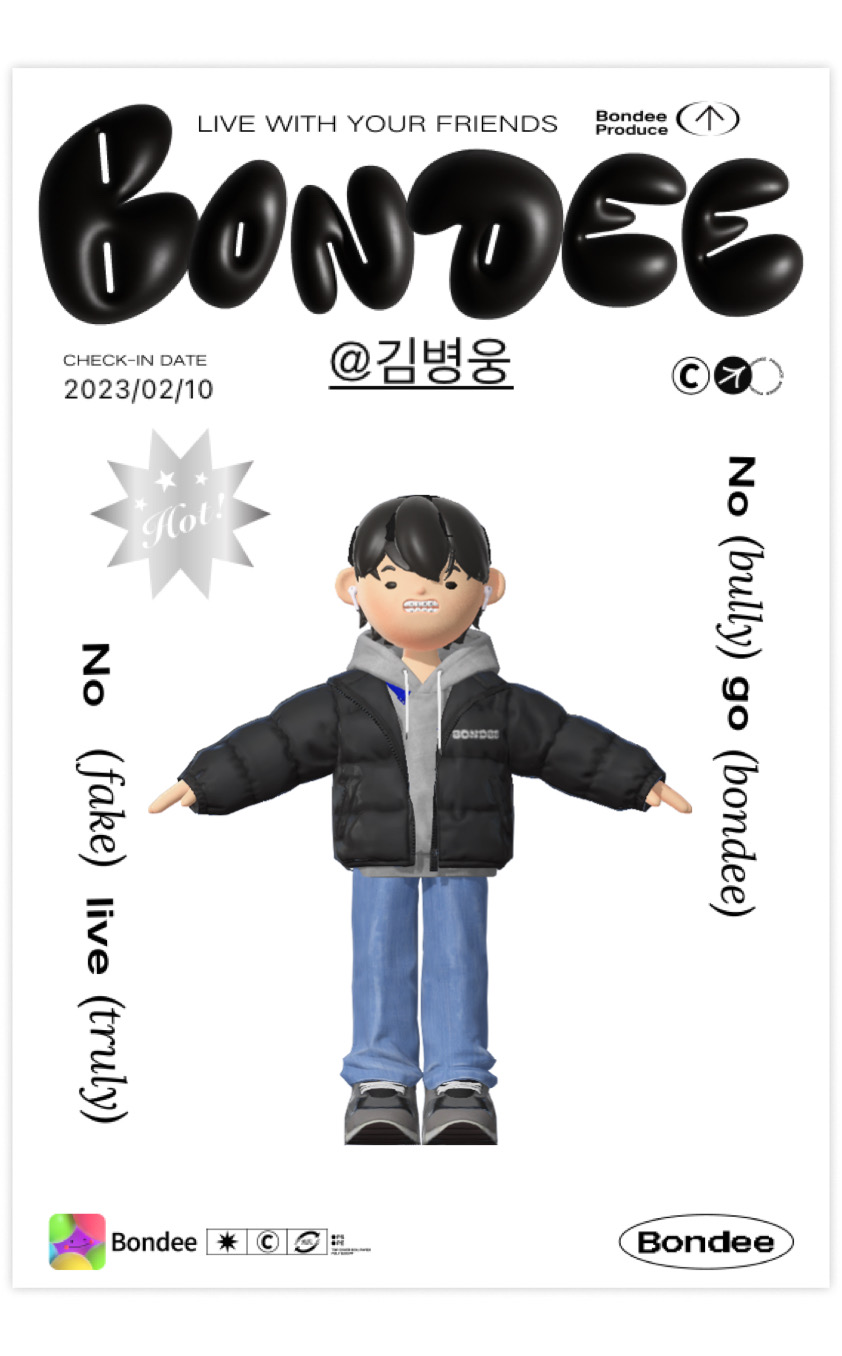 LIVE WITH YOUR FRIENDS
Bondee
Produce
BONDEE
CHECK-IN DATE
2023/02/10
@김병웅
Hot!
No (bully) go (bondee)
No (fake) live (truly)
BONDEE
Bondee
Bondee